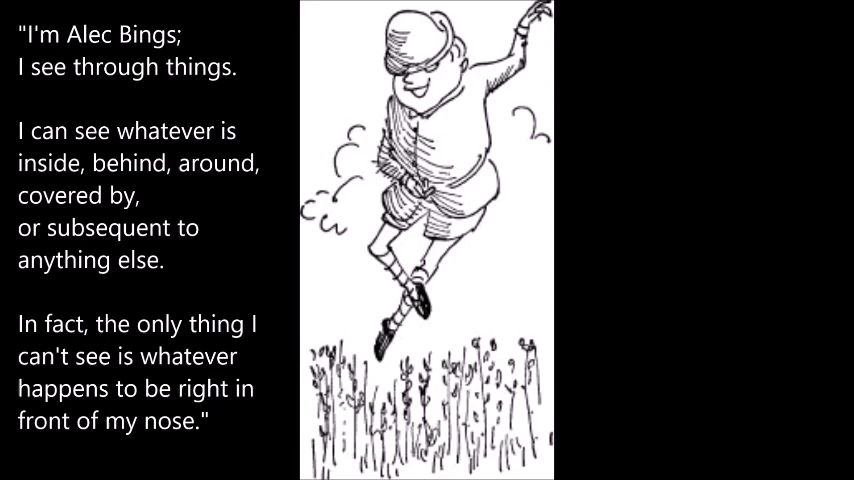 "I'm Alec Bings;
I see through things.
I can see whatever is
inside, behind, around,
covered by,
or subsequent to
anything else.
In fact, the only thing I
can't see is whatever
happens to be right in
front of my nose."